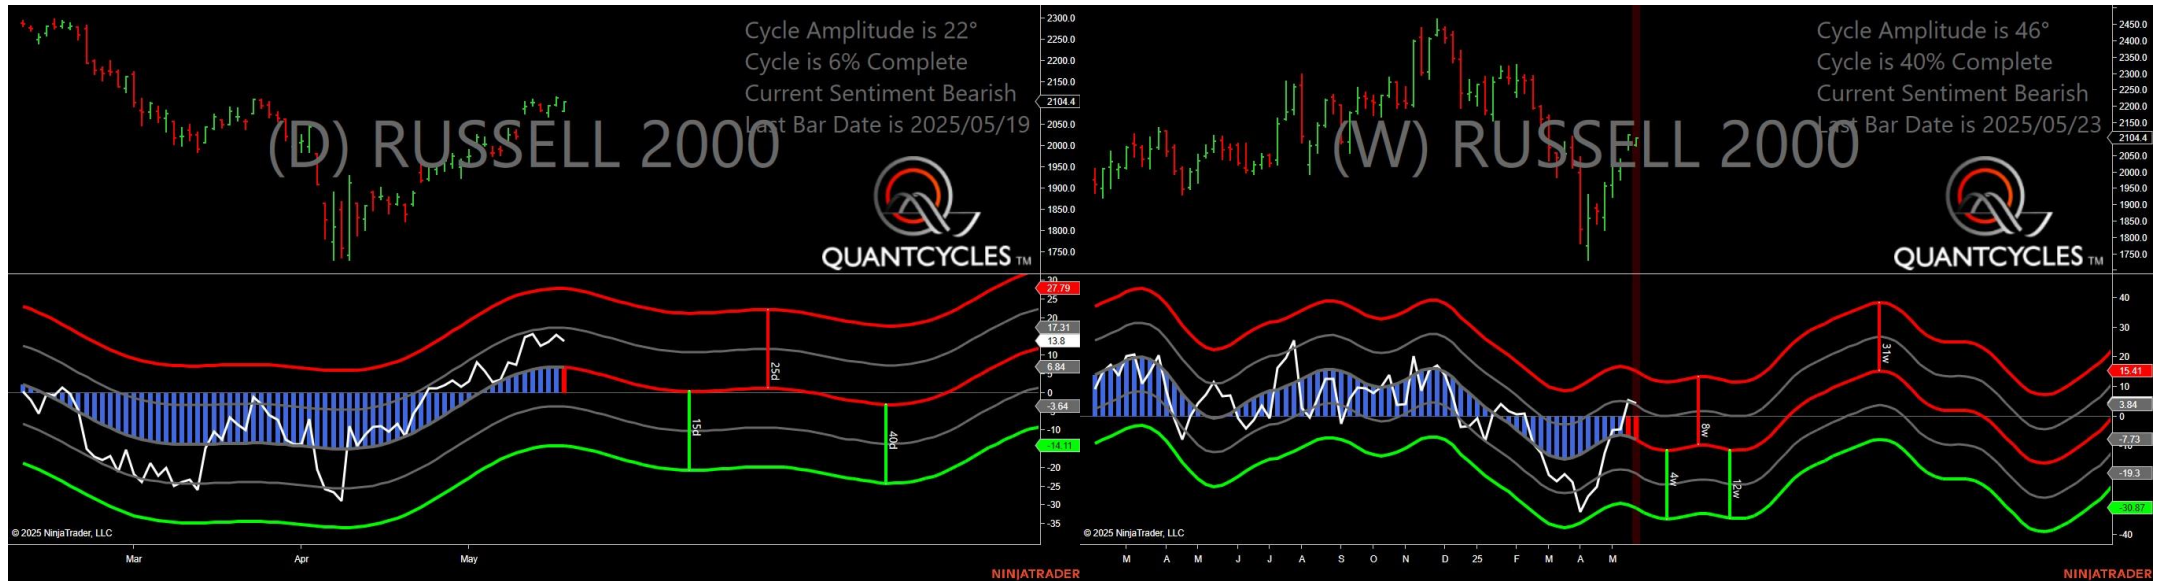 Cycle Amplitude is 22°
Cycle is 6% Complete
Current Sentiment Bearish
Last Bar Date is 2025/05/19
(D) RUSSELL 2000
QUANTCYCLES TM
2300.0
2250.0
2200.0
2150.0
2104.4
2050.0
2000.0
1950.0
1900.0
1850.0
1800.0
1750.0
30
27.79
25
20
17.31
13.8
10
6.84
-3.64
-10
-14.11
-20
-25
-30
-35
15d
25d
40d
© 2025 NinjaTrader, LLC
Mar
Apr
May
NINJATRADER
Cycle Amplitude is 46°
Cycle is 40% Complete
Current Sentiment Bearish
Last Bar Date is 2025/05/23
(W) RUSSELL 2000
QUANTCYCLES TM
2450.0
2400.0
2350.0
2300.0
2250.0
2200.0
2150.0
2104.4
2050.0
2000.0
1950.0
1900.0
1850.0
1800.0
1750.0
40
30
20
15.41
10
3.84
0
-7.73
-19.3
-30.87
-40
4w
8w
12w
31w
© 2025 NinjaTrader, LLC
M A M J J A S O N D 25 F M A M
NINJATRADER